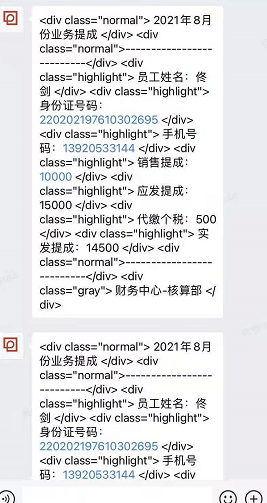 <div class="normal"> 2021年8月
份业务提成 </div> <div
class="normal">--------------------------
----------</div> <div
class="highlight"> 员工姓名：佟
剑 </div> <div class="highlight">
身份证号码：
220202197610302695 </div>
<div class="highlight"> 手机号
码：13920533144 </div> <div
class="highlight"> 销售提成：
10000 </div> <div
class="highlight"> 应发提成：
15000 </div> <div
class="highlight"> 代缴个税：500
</div> <div class="highlight"> 实
发提成：14500 </div> <div
class="normal">--------------------------
----------</div> <div
class="gray"> 财务中心-核算部 </
div>
<div class="normal"> 2021年8月
份业务提成 </div> <div
class="normal">--------------------------
----------</div> <div
class="highlight"> 员工姓名：佟
剑 </div> <div class="highlight">
身份证号码：
220202197610302695 </div>
<div class="highlight"> 手机号
码：13920533144 </div> <div